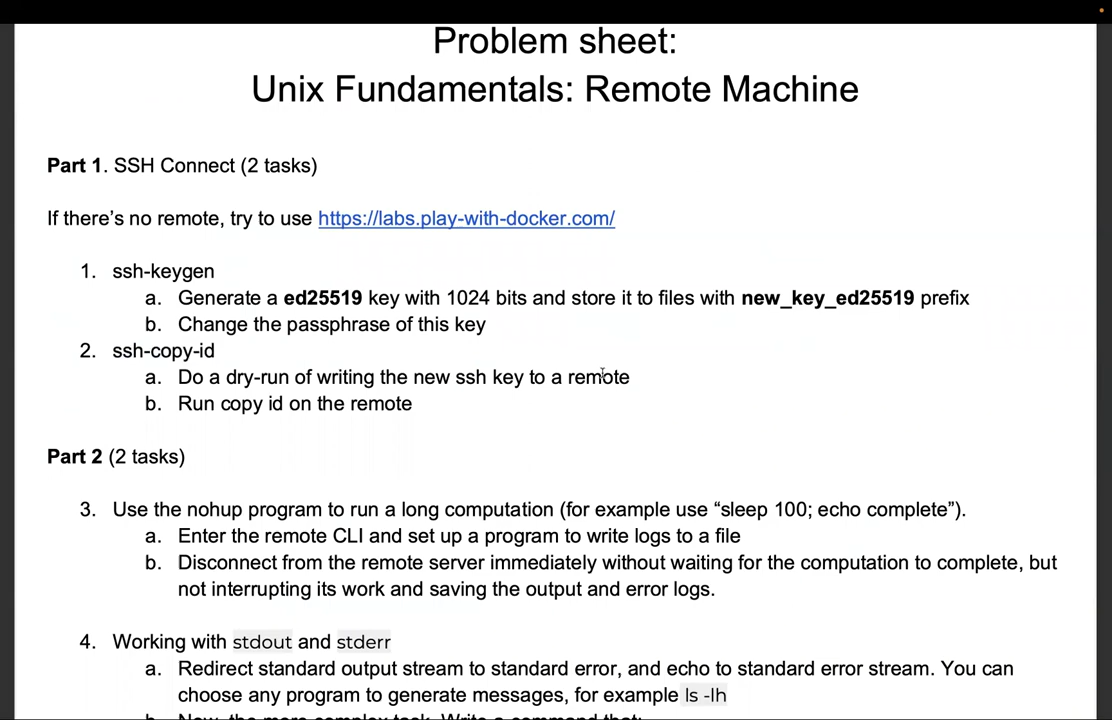 Problem sheet:
Unix Fundamentals: Remote Machine
Part 1. SSH Connect (2 tasks)
If there's no remote, try to use https://labs.play-with-docker.com/
1. ssh-keygen
a. Generate a ed25519 key with 1024 bits and store it to files with new_key_ed25519 prefix
b. Change the passphrase of this key
2. ssh-copy-id
a. Do a dry-run of writing the new ssh key to a remote
b. Run copy id on the remote
Part 2 (2 tasks)
3. Use the nohup program to run a long computation (for example use “sleep 100; echo complete”).
a. Enter the remote CLI and set up a program to write logs to a file
b. Disconnect from the remote server immediately without waiting for the computation to complete, but
not interrupting its work and saving the output and error logs.
4. Working with stdout and stderr
a. Redirect standard output stream to standard error, and echo to standard error stream. You can
choose any program to generate messages, for example ls -lh
b. Now, the more complex task. Write a command that: